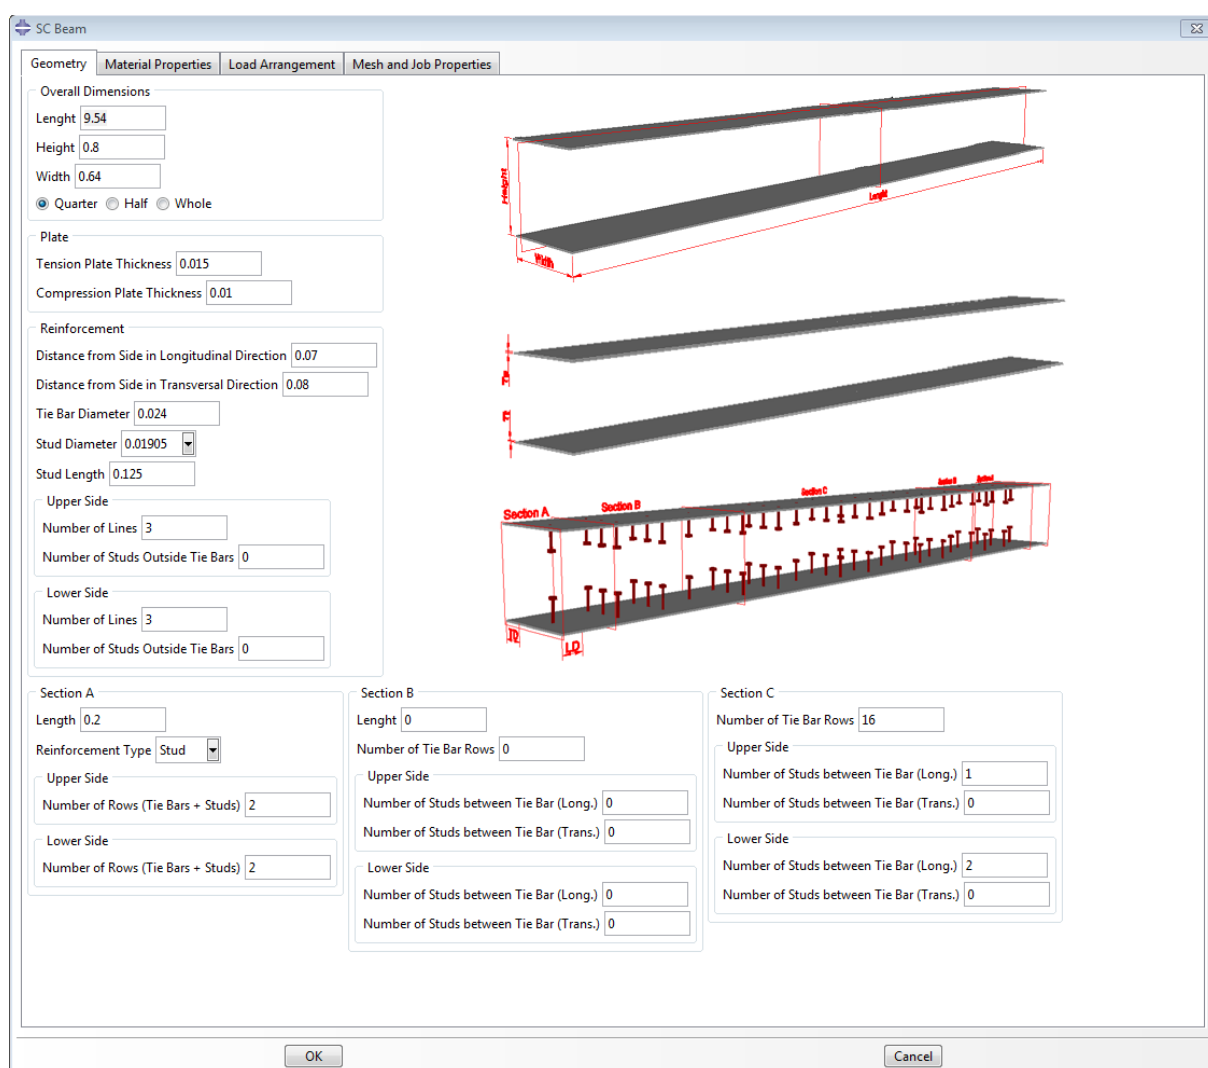 SC Beam
Geometry Material Properties Load Arrangement Mesh and Job Properties
Overall Dimensions
Lenght 9.54
Height 0.8
Width 0.64
Quarter Half Whole
Plate
Tension Plate Thickness 0.015
Compression Plate Thickness 0.01
Reinforcement
Distance from Side in Longitudinal Direction 0.07
Distance from Side in Transversal Direction 0.08
Tie Bar Diameter 0.024
Stud Diameter 0.01905
Stud Length 0.125
Upper Side
Number of Lines 3
Number of Studs Outside Tie Bars 0
Lower Side
Number of Lines 3
Number of Studs Outside Tie Bars 0
Height
Width
Lenght
Section A
Section B
Section C
Section B
Section A
TD
LD
Section A
Length 0.2
Reinforcement Type Stud
Upper Side
Number of Rows (Tie Bars + Studs) 2
Lower Side
Number of Rows (Tie Bars + Studs) 2
Section B
Lenght 0
Number of Tie Bar Rows 0
Upper Side
Number of Studs between Tie Bar (Long.) 0
Number of Studs between Tie Bar (Trans.) 0
Lower Side
Number of Studs between Tie Bar (Long.) 0
Number of Studs between Tie Bar (Trans.) 0
Section C
Number of Tie Bar Rows 16
Upper Side
Number of Studs between Tie Bar (Long.) 1
Number of Studs between Tie Bar (Trans.) 0
Lower Side
Number of Studs between Tie Bar (Long.) 2
Number of Studs between Tie Bar (Trans.) 0
OK Cancel